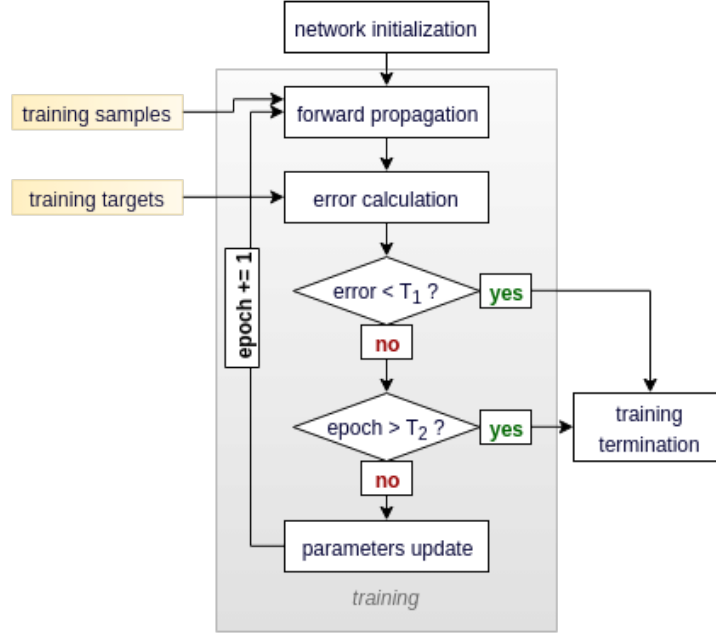 network initialization
training samples
forward propagation
training targets
error calculation
epoch += 1
error < T₁ ?
yes
no
epoch > T₂ ?
yes
training
termination
no
parameters update
training